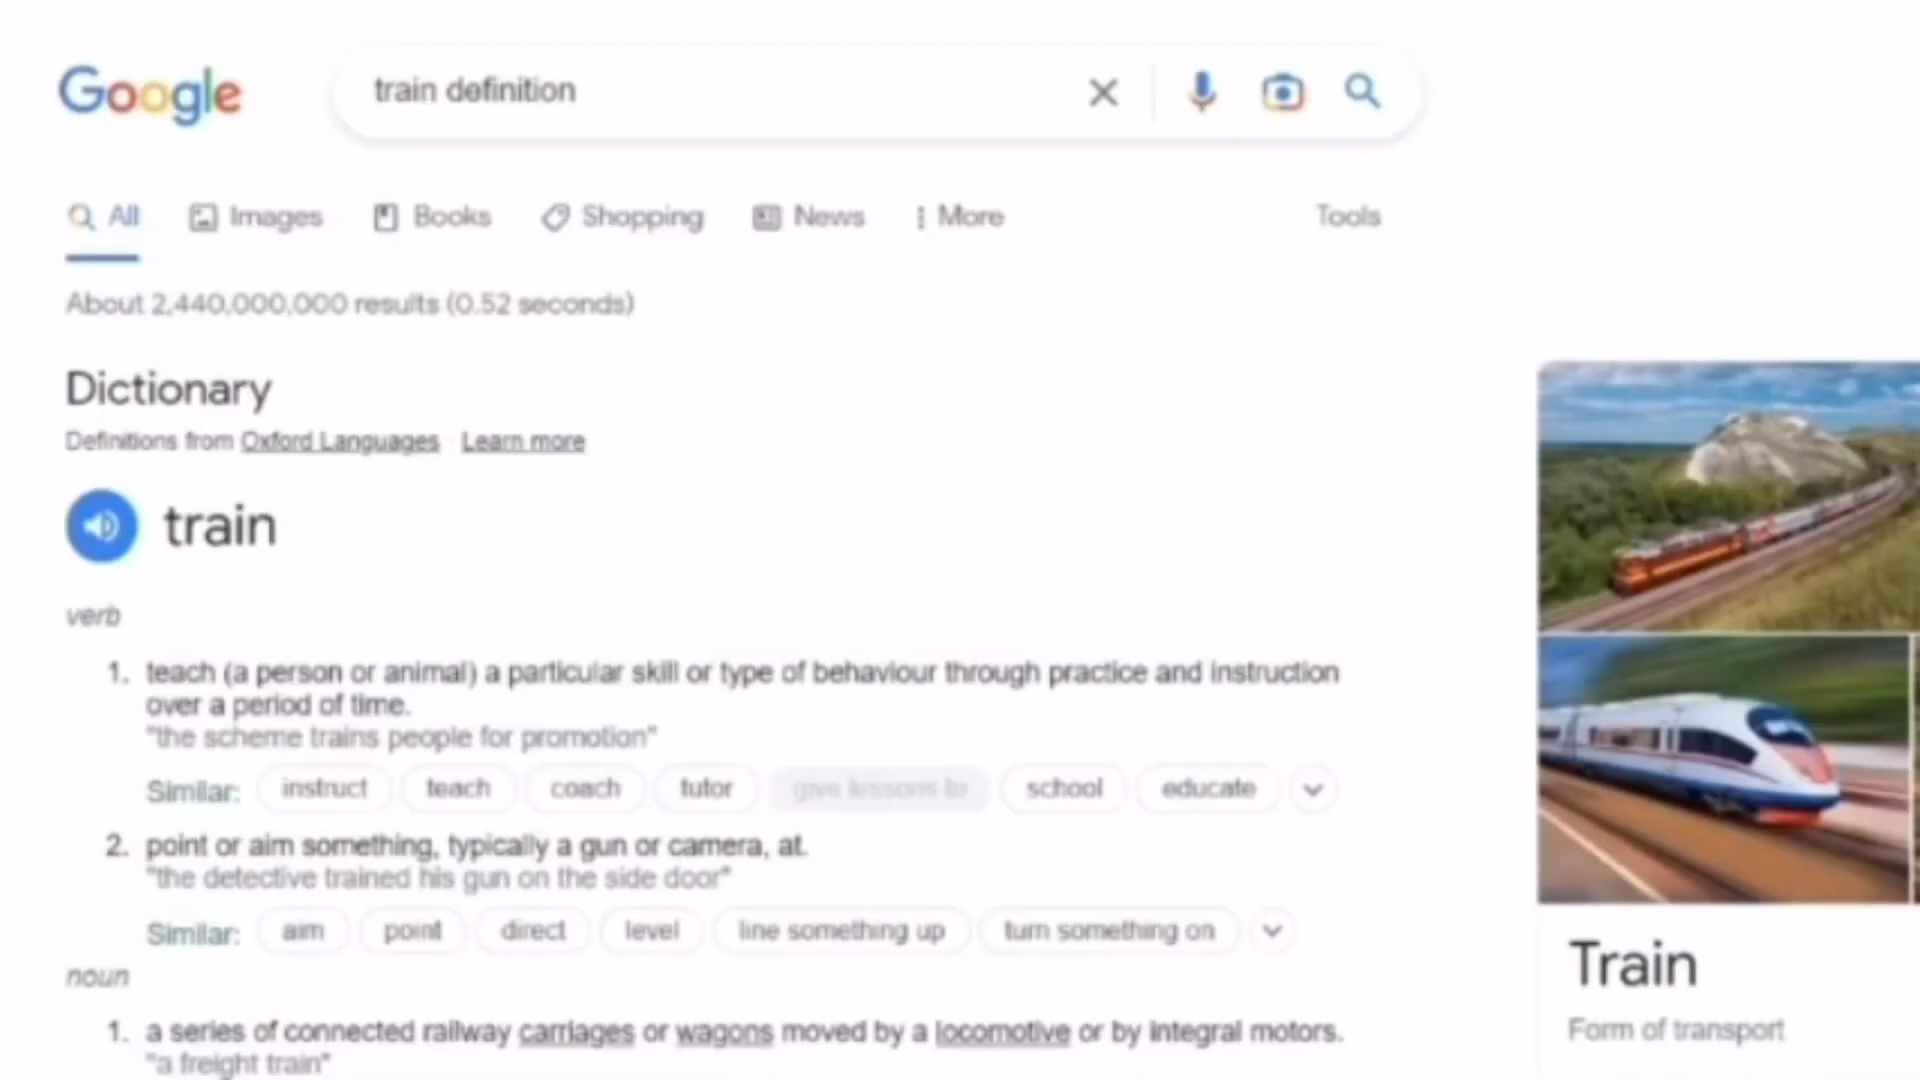 Google
train definition
All Images Books Shopping News More Tools
About 2,440,000,000 results (0.52 seconds)
Dictionary
Definitions from Oxford Languages · Learn more
train
verb
1. teach (a person or animal) a particular skill or type of behaviour through practice and instruction
over a period of time.
"the scheme trains people for promotion"
Similar: instruct teach coach tutor give lessons to school educate
2. point or aim something, typically a gun or camera, at.
"the detective trained his gun on the side door"
Similar: aim point direct level line something up turn something on
noun
1. a series of connected railway carriages or wagons moved by a locomotive or by integral motors.
"a freight train"
Train
Form of transport